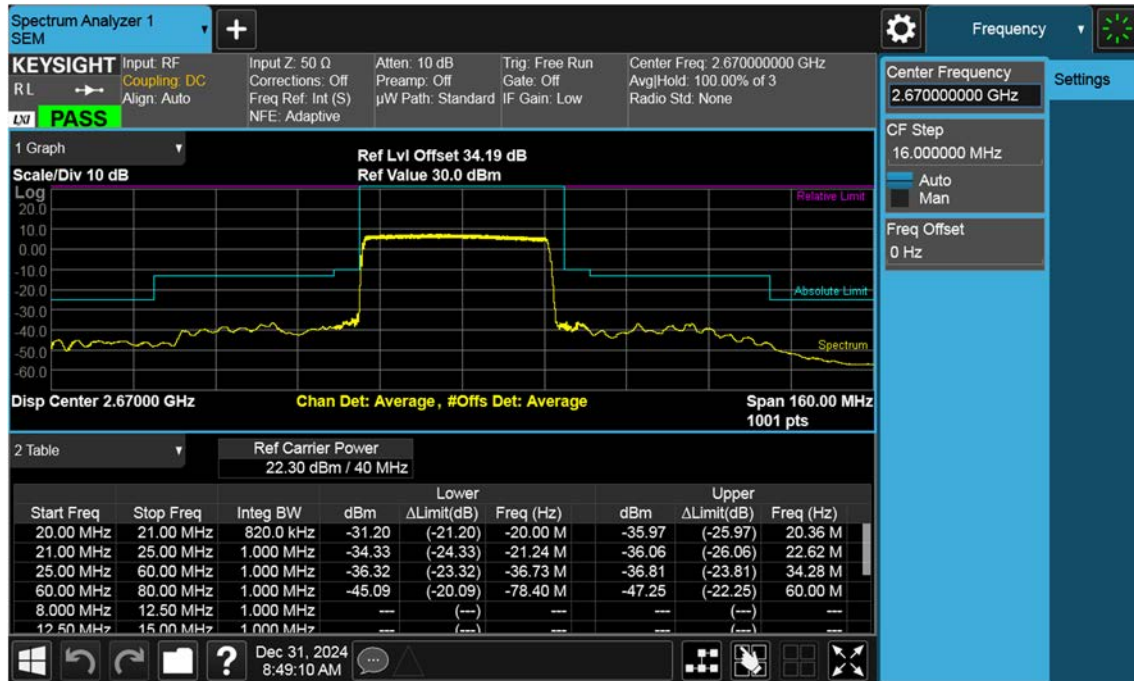 Spectrum Analyzer 1
SEM
+
Frequency
KEYSIGHT
R L
LXI
PASS
Input: RF
Coupling: DC
Align: Auto
Input Z: 50 Ω
Corrections: Off
Freq Ref: Int (S)
NFE: Adaptive
Atten: 10 dB
Preamp: Off
µW Path: Standard
Trig: Free Run
Gate: Off
IF Gain: Low
Center Freq: 2.670000000 GHz
Avg|Hold: 100.00% of 3
Radio Std: None
Center Frequency
2.670000000 GHz
Settings
CF Step
16.000000 MHz
Auto
Man
Freq Offset
0 Hz
1 Graph
Scale/Div 10 dB
Ref Lvl Offset 34.19 dB
Ref Value 30.0 dBm
Log
20.0
10.0
0.00
-10.0
-20.0
-30.0
-40.0
-50.0
-60.0
Relative Limit
Absolute Limit
Spectrum
Disp Center 2.67000 GHz
Chan Det: Average , #Offs Det: Average
Span 160.00 MHz
1001 pts
2 Table
Ref Carrier Power
22.30 dBm / 40 MHz
Lower Upper
Start Freq Stop Freq Integ BW dBm ΔLimit(dB) Freq (Hz) dBm ΔLimit(dB) Freq (Hz)
20.00 MHz 21.00 MHz 820.0 kHz -31.20 (-21.20) -20.00 M -35.97 (-25.97) 20.36 M
21.00 MHz 25.00 MHz 1.000 MHz -34.33 (-24.33) -21.24 M -36.06 (-26.06) 22.62 M
25.00 MHz 60.00 MHz 1.000 MHz -36.32 (-23.32) -36.73 M -36.81 (-23.81) 34.28 M
60.00 MHz 80.00 MHz 1.000 MHz -45.09 (-20.09) -78.40 M -47.25 (-22.25) 60.00 M
8.000 MHz 12.50 MHz 1.000 MHz --- (---) --- --- (---) ---
12.50 MHz 15.00 MHz 1.000 MHz --- (---) --- --- (---) ---
?
Dec 31, 2024
8:49:10 AM